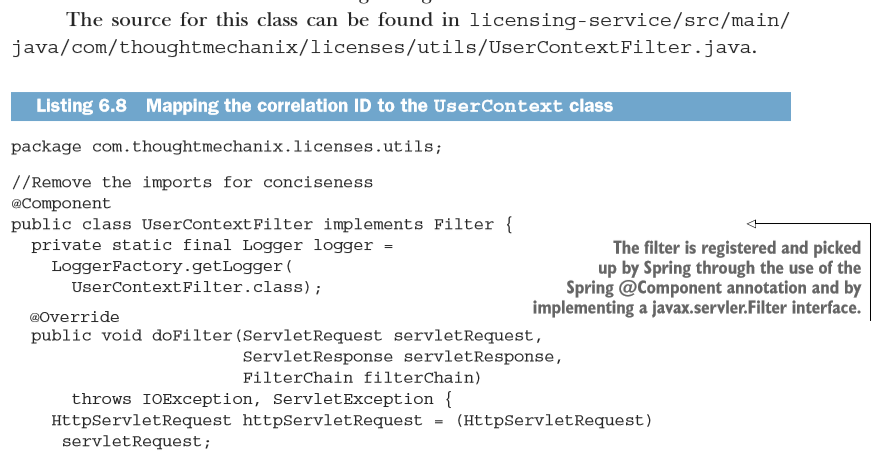 The source for this class can be found in licensing-service/src/main/
java/com/thoughtmechanix/licenses/utils/UserContextFilter.java.
Listing 6.8 Mapping the correlation ID to the UserContext class
package com.thoughtmechanix.licenses.utils;
//Remove the imports for conciseness
@Component
public class UserContextFilter implements Filter {
private static final Logger logger =
LoggerFactory.getLogger(
UserContextFilter.class);
The filter is registered and picked
up by Spring through the use of the
Spring @Component annotation and by
implementing a javax.servler.Filter interface.
@Override
public void doFilter(ServletRequest servletRequest,
ServletResponse servletResponse,
FilterChain filterChain)
throws IOException, ServletException {
HttpServletRequest httpServletRequest = (HttpServletRequest)
servletRequest;